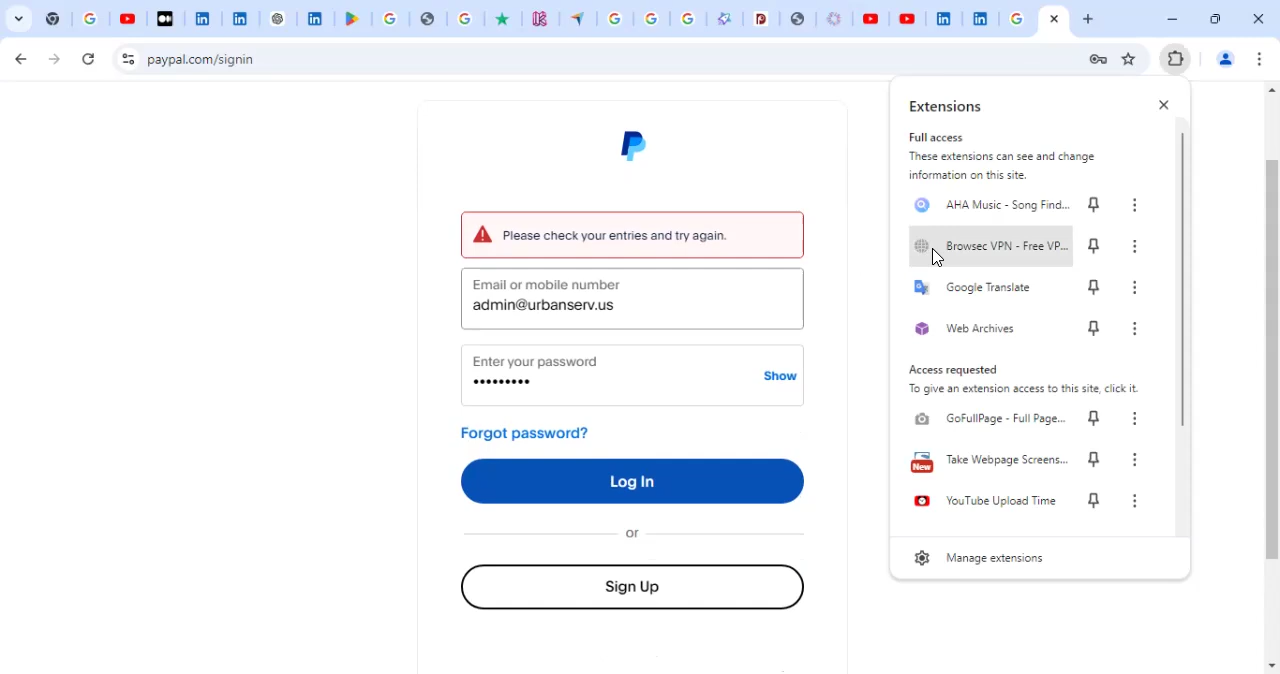 paypal.com/signin
Extensions
Full access
These extensions can see and change
information on this site.
AHA Music - Song Find...
Browsec VPN - Free VP...
Google Translate
Web Archives
Access requested
To give an extension access to this site, click it.
GoFullPage - Full Page...
New
Take Webpage Screens...
YouTube Upload Time
Manage extensions
Please check your entries and try again.
Email or mobile number
admin@urbanserv.us
Enter your password
•••••••••
Show
Forgot password?
Log In
or
Sign Up